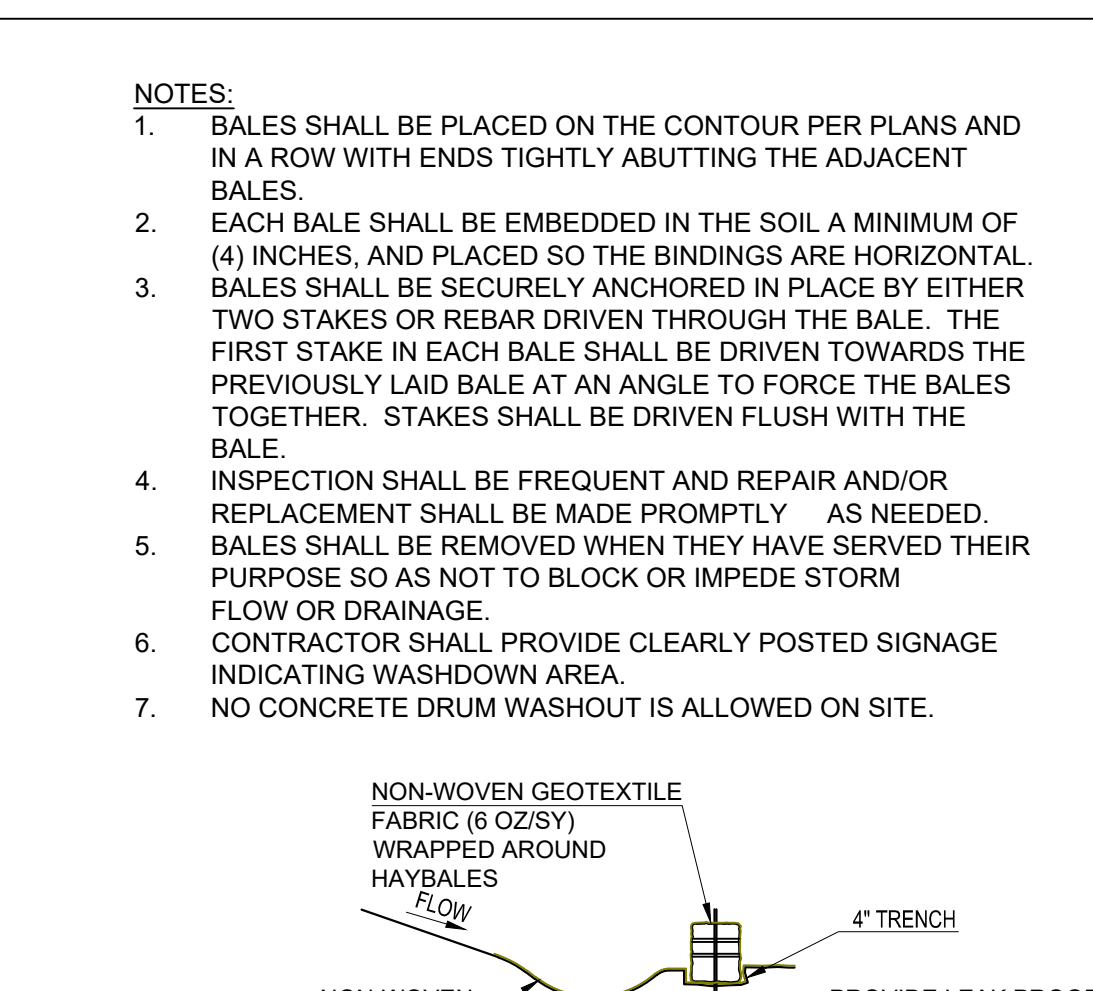 NOTES:
1. BALES SHALL BE PLACED ON THE CONTOUR PER PLANS AND
IN A ROW WITH ENDS TIGHTLY ABUTTING THE ADJACENT
BALES.
2. EACH BALE SHALL BE EMBEDDED IN THE SOIL A MINIMUM OF
(4) INCHES, AND PLACED SO THE BINDINGS ARE HORIZONTAL.
3. BALES SHALL BE SECURELY ANCHORED IN PLACE BY EITHER
TWO STAKES OR REBAR DRIVEN THROUGH THE BALE. THE
FIRST STAKE IN EACH BALE SHALL BE DRIVEN TOWARDS THE
PREVIOUSLY LAID BALE AT AN ANGLE TO FORCE THE BALES
TOGETHER. STAKES SHALL BE DRIVEN FLUSH WITH THE
BALE.
4. INSPECTION SHALL BE FREQUENT AND REPAIR AND/OR
REPLACEMENT SHALL BE MADE PROMPTLY AS NEEDED.
5. BALES SHALL BE REMOVED WHEN THEY HAVE SERVED THEIR
PURPOSE SO AS NOT TO BLOCK OR IMPEDE STORM
FLOW OR DRAINAGE.
6. CONTRACTOR SHALL PROVIDE CLEARLY POSTED SIGNAGE
INDICATING WASHDOWN AREA.
7. NO CONCRETE DRUM WASHOUT IS ALLOWED ON SITE.
NON-WOVEN GEOTEXTILE
FABRIC (6 OZ/SY)
WRAPPED AROUND
HAYBALES
FLOW
4" TRENCH
NON-WOVEN
PROVIDE LEAK PROOF